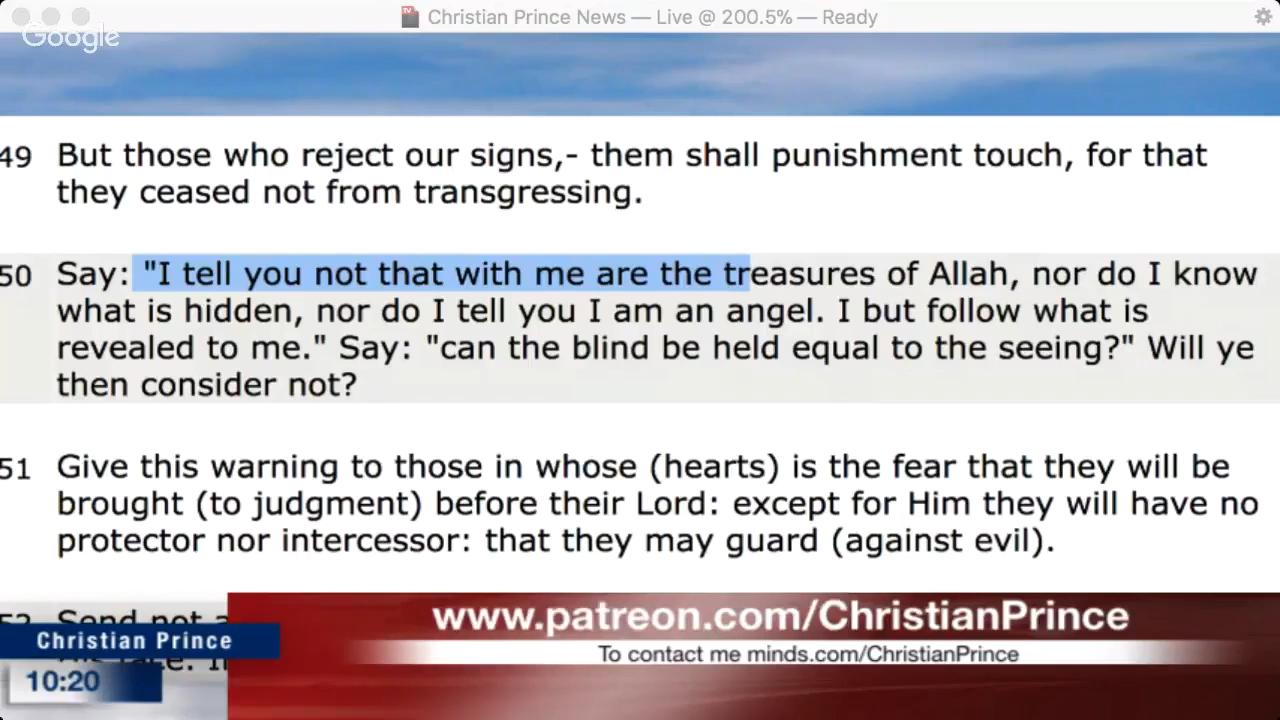 Christian Prince News — Live @ 200.5% — Ready
Google
49 But those who reject our signs,- them shall punishment touch, for that
they ceased not from transgressing.
50 Say: "I tell you not that with me are the treasures of Allah, nor do I know
what is hidden, nor do I tell you I am an angel. I but follow what is
revealed to me." Say: "can the blind be held equal to the seeing?" Will ye
then consider not?
51 Give this warning to those in whose (hearts) is the fear that they will be
brought (to judgment) before their Lord: except for Him they will have no
protector nor intercessor: that they may guard (against evil).
52 Send not a
www.patreon.com/ChristianPrince
Christian Prince
To contact me minds.com/ChristianPrince
10:20